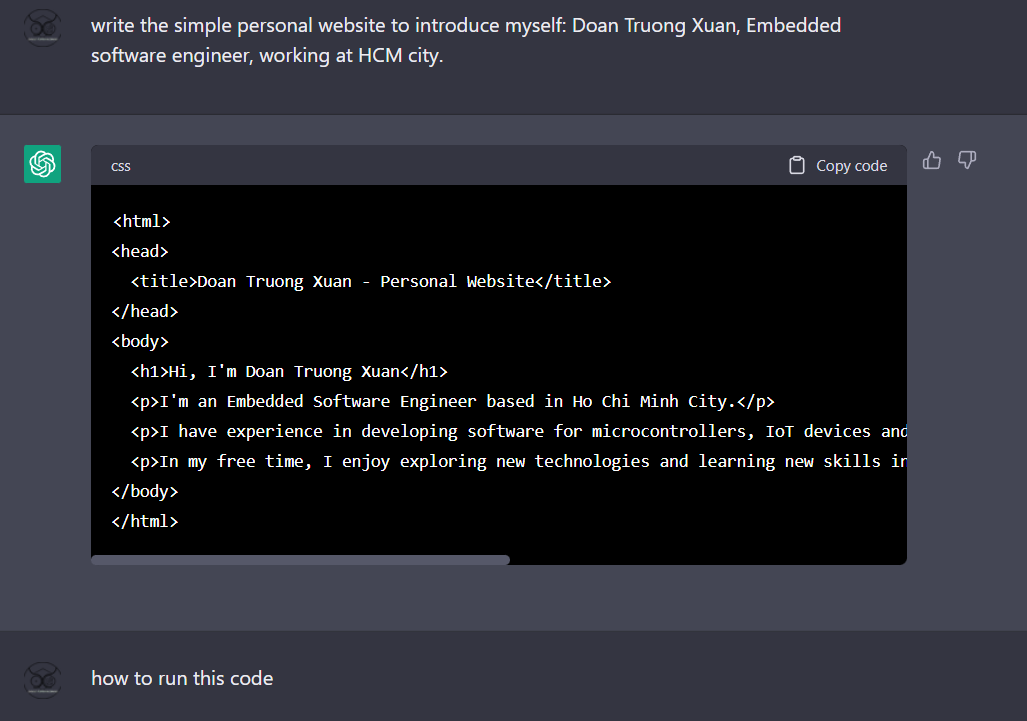 write the simple personal website to introduce myself: Doan Truong Xuan, Embedded
software engineer, working at HCM city.
css
Copy code
<html>
<head>
  <title>Doan Truong Xuan - Personal Website</title>
</head>
<body>
  <h1>Hi, I'm Doan Truong Xuan</h1>
  <p>I'm an Embedded Software Engineer based in Ho Chi Minh City.</p>
  <p>I have experience in developing software for microcontrollers, IoT devices and
  <p>In my free time, I enjoy exploring new technologies and learning new skills in
</body>
</html>
how to run this code